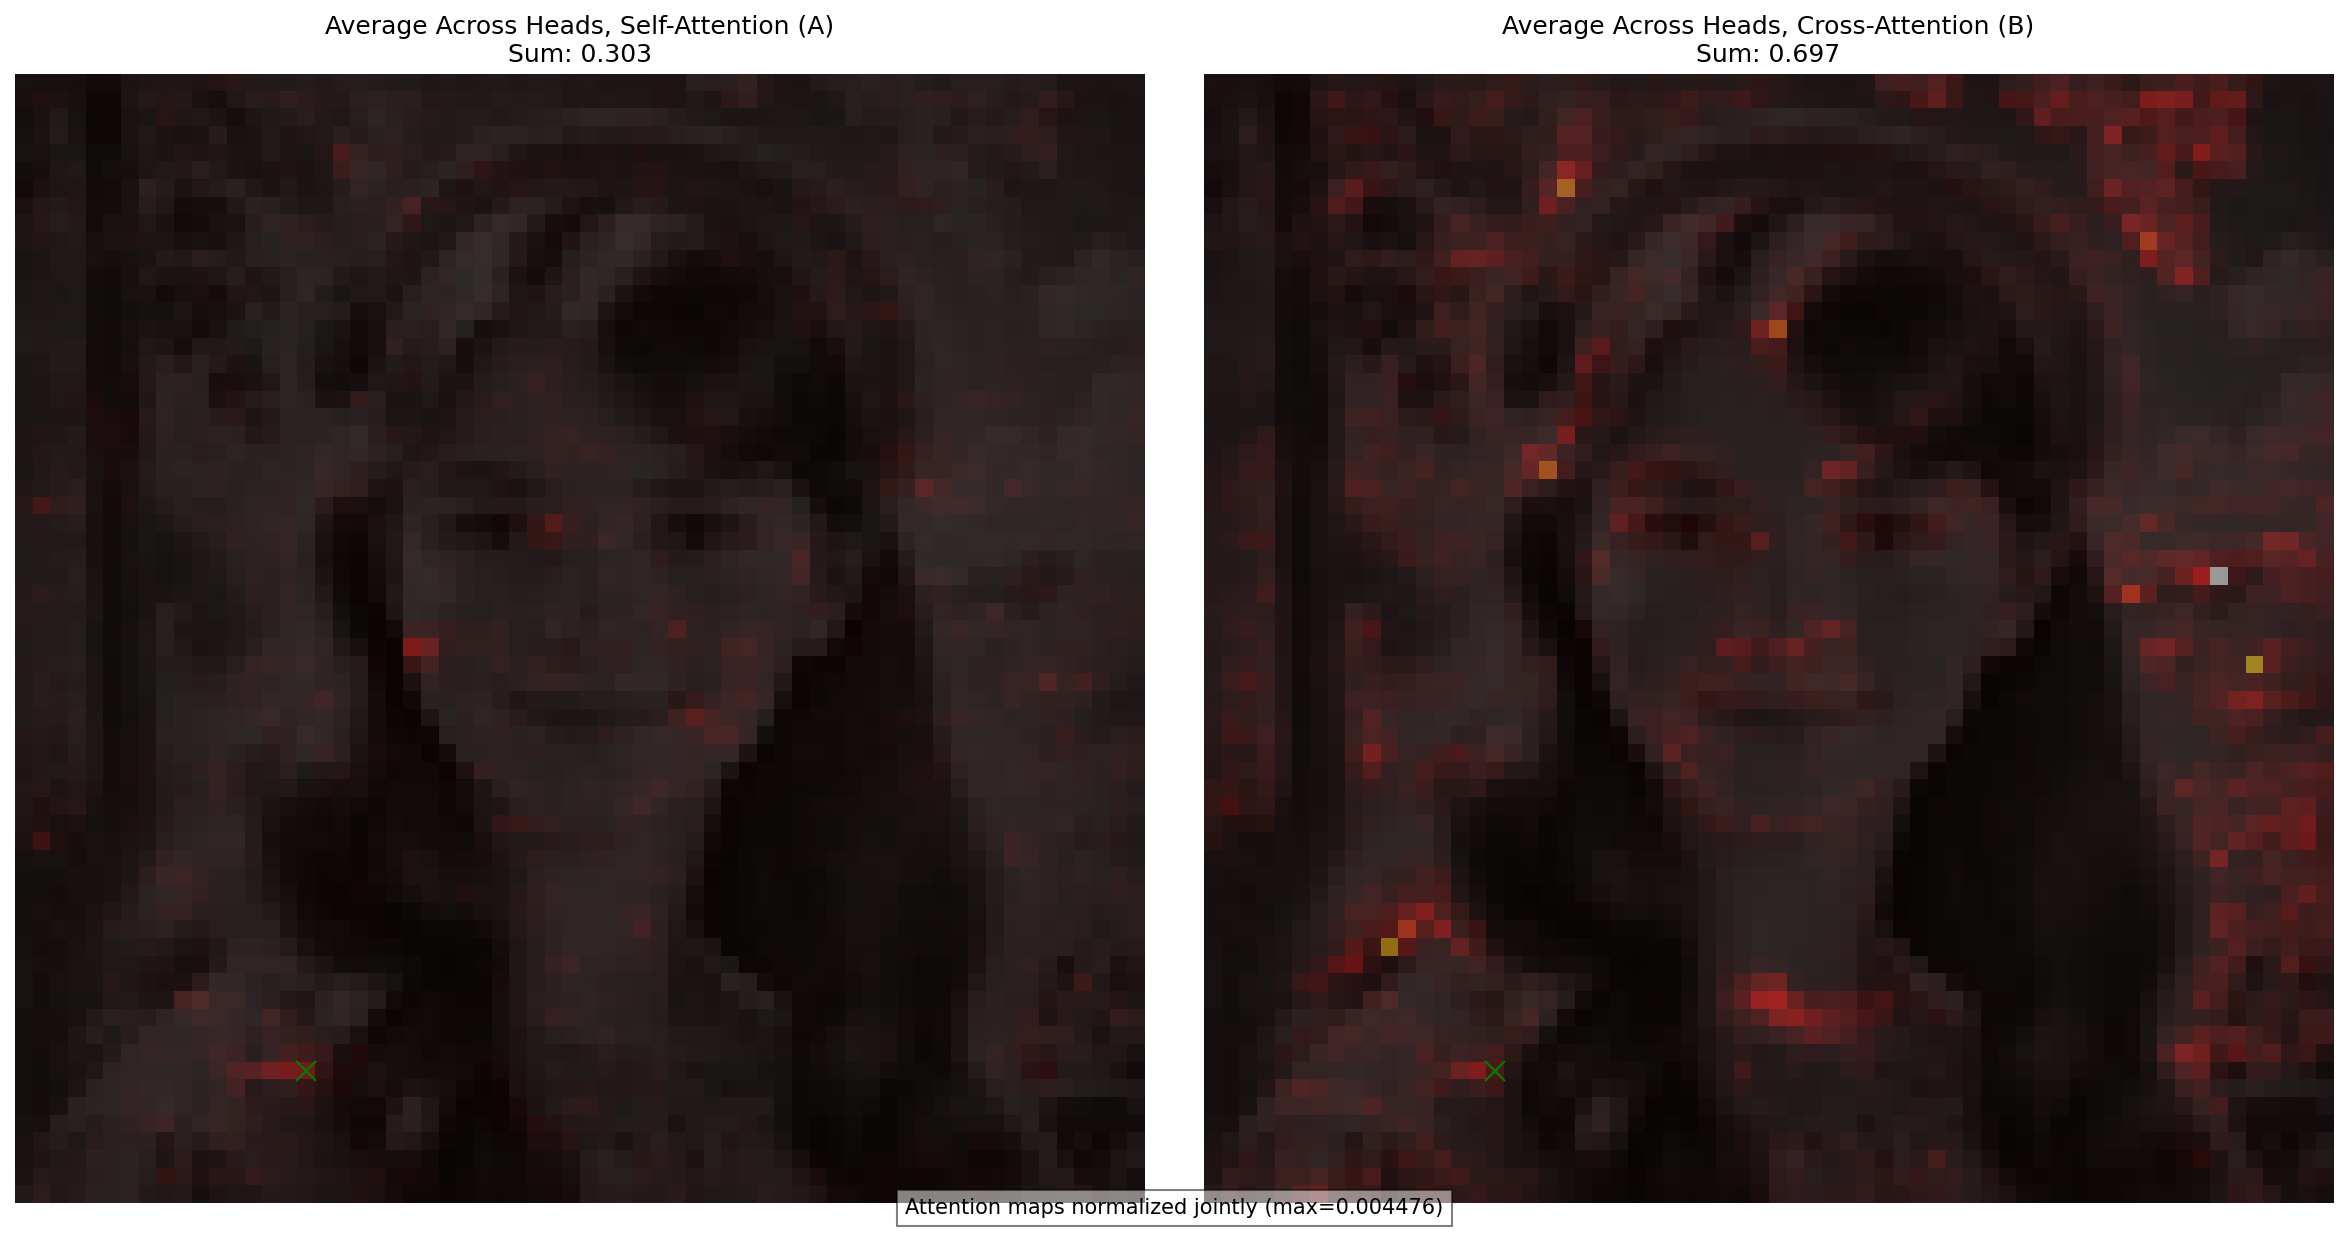 Average Across Heads, Self-Attention (A)
Sum: 0.303
Average Across Heads, Cross-Attention (B)
Sum: 0.697
Attention maps normalized jointly (max=0.004476)